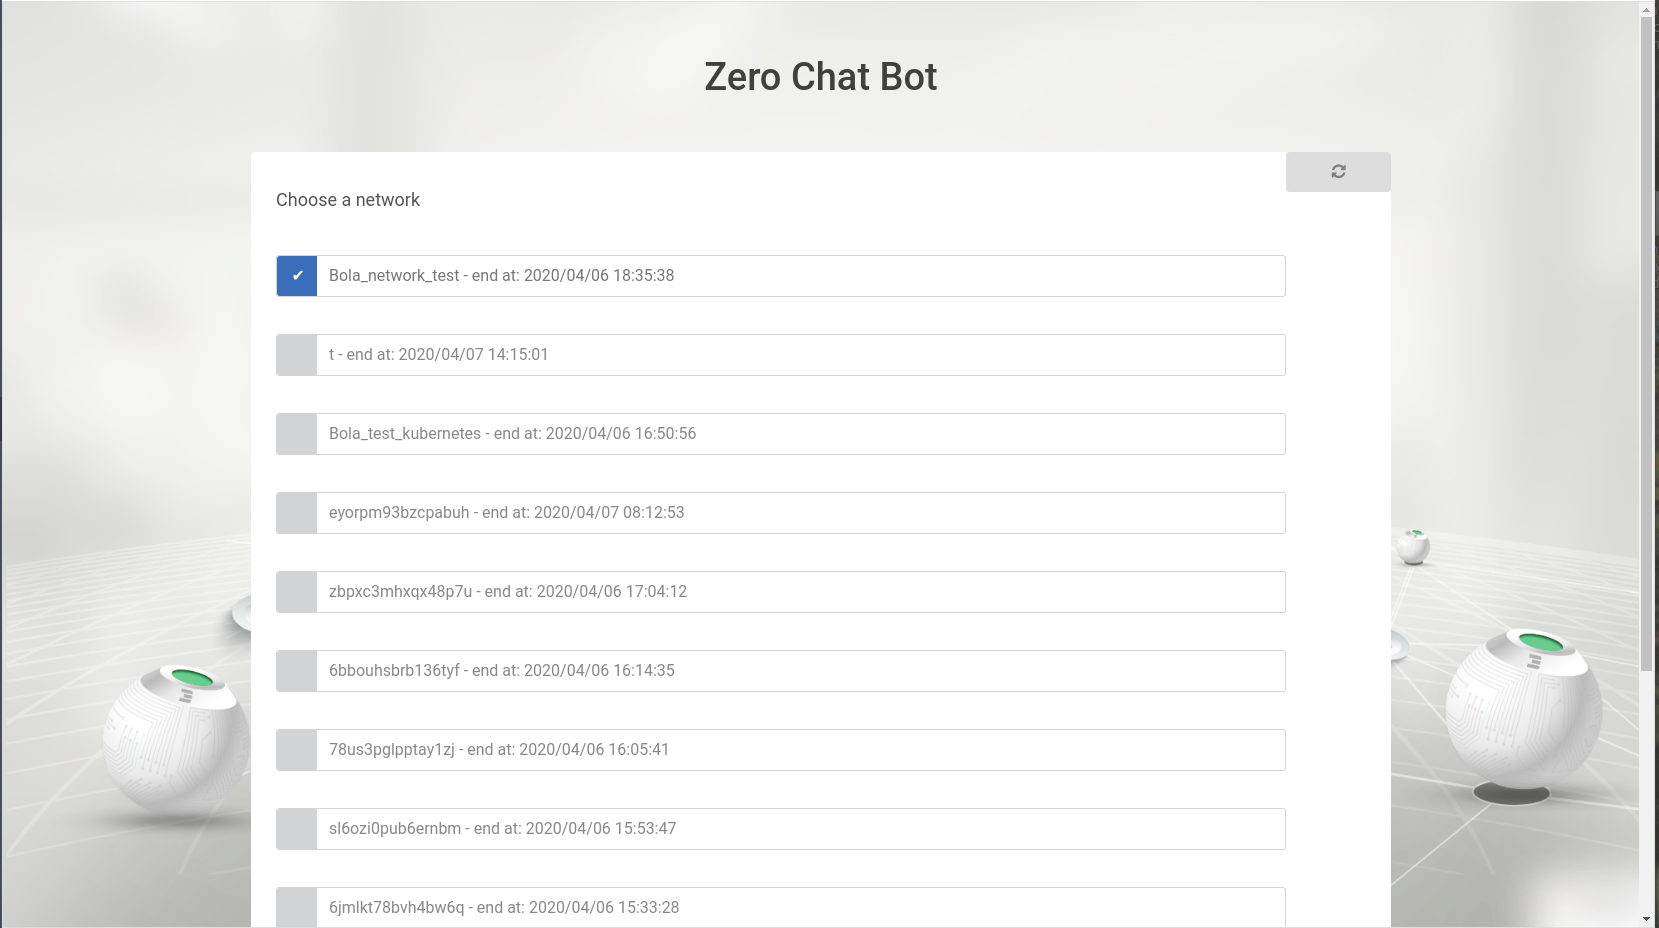 Zero Chat Bot
Choose a network
✔ Bola_network_test - end at: 2020/04/06 18:35:38
t - end at: 2020/04/07 14:15:01
Bola_test_kubernetes - end at: 2020/04/06 16:50:56
eyorpm93bzcpabuh - end at: 2020/04/07 08:12:53
zbpxc3mhxqx48p7u - end at: 2020/04/06 17:04:12
6bbouhsbrb136tyf - end at: 2020/04/06 16:14:35
78us3pglpptay1zj - end at: 2020/04/06 16:05:41
sl6ozi0pub6ernbm - end at: 2020/04/06 15:53:47
6jmlkt78bvh4bw6q - end at: 2020/04/06 15:33:28